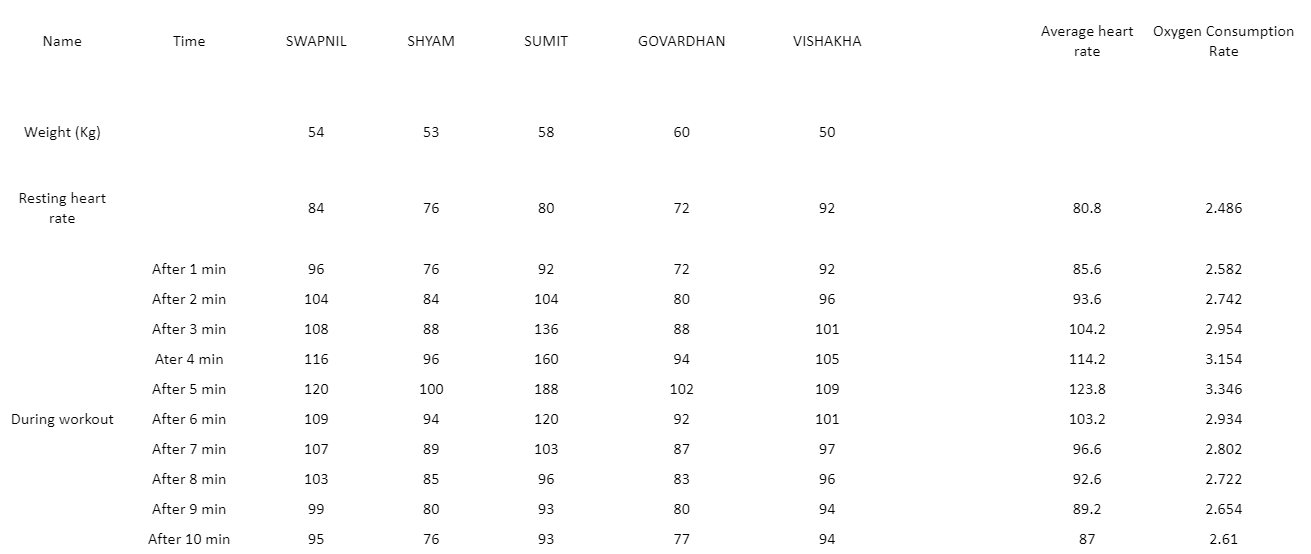 Name Time SWAPNIL SHYAM SUMIT GOVARDHAN VISHAKHA Average heart rate Oxygen Consumption Rate
Weight (Kg) 54 53 58 60 50
Resting heart rate 84 76 80 72 92 80.8 2.486
After 1 min 96 76 92 72 92 85.6 2.582
After 2 min 104 84 104 80 96 93.6 2.742
After 3 min 108 88 136 88 101 104.2 2.954
Ater 4 min 116 96 160 94 105 114.2 3.154
After 5 min 120 100 188 102 109 123.8 3.346
During workout After 6 min 109 94 120 92 101 103.2 2.934
After 7 min 107 89 103 87 97 96.6 2.802
After 8 min 103 85 96 83 96 92.6 2.722
After 9 min 99 80 93 80 94 89.2 2.654
After 10 min 95 76 93 77 94 87 2.61